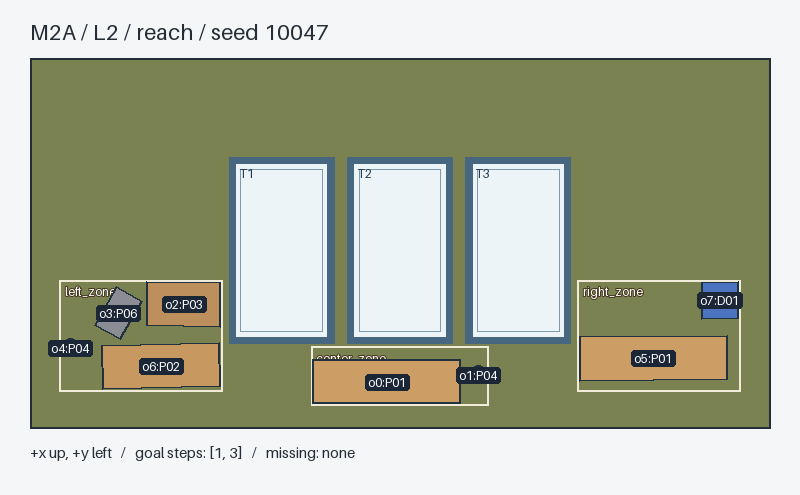 M2A / L2 / reach / seed 10047
T1
T2
T3
left_zone
right_zone
o2:P03
o7:D01
o3:P06
o4:P04
center_zone
o5:P01
o6:P02
o1:P04
o0:P01
+x up, +y left / goal steps: [1, 3] / missing: none